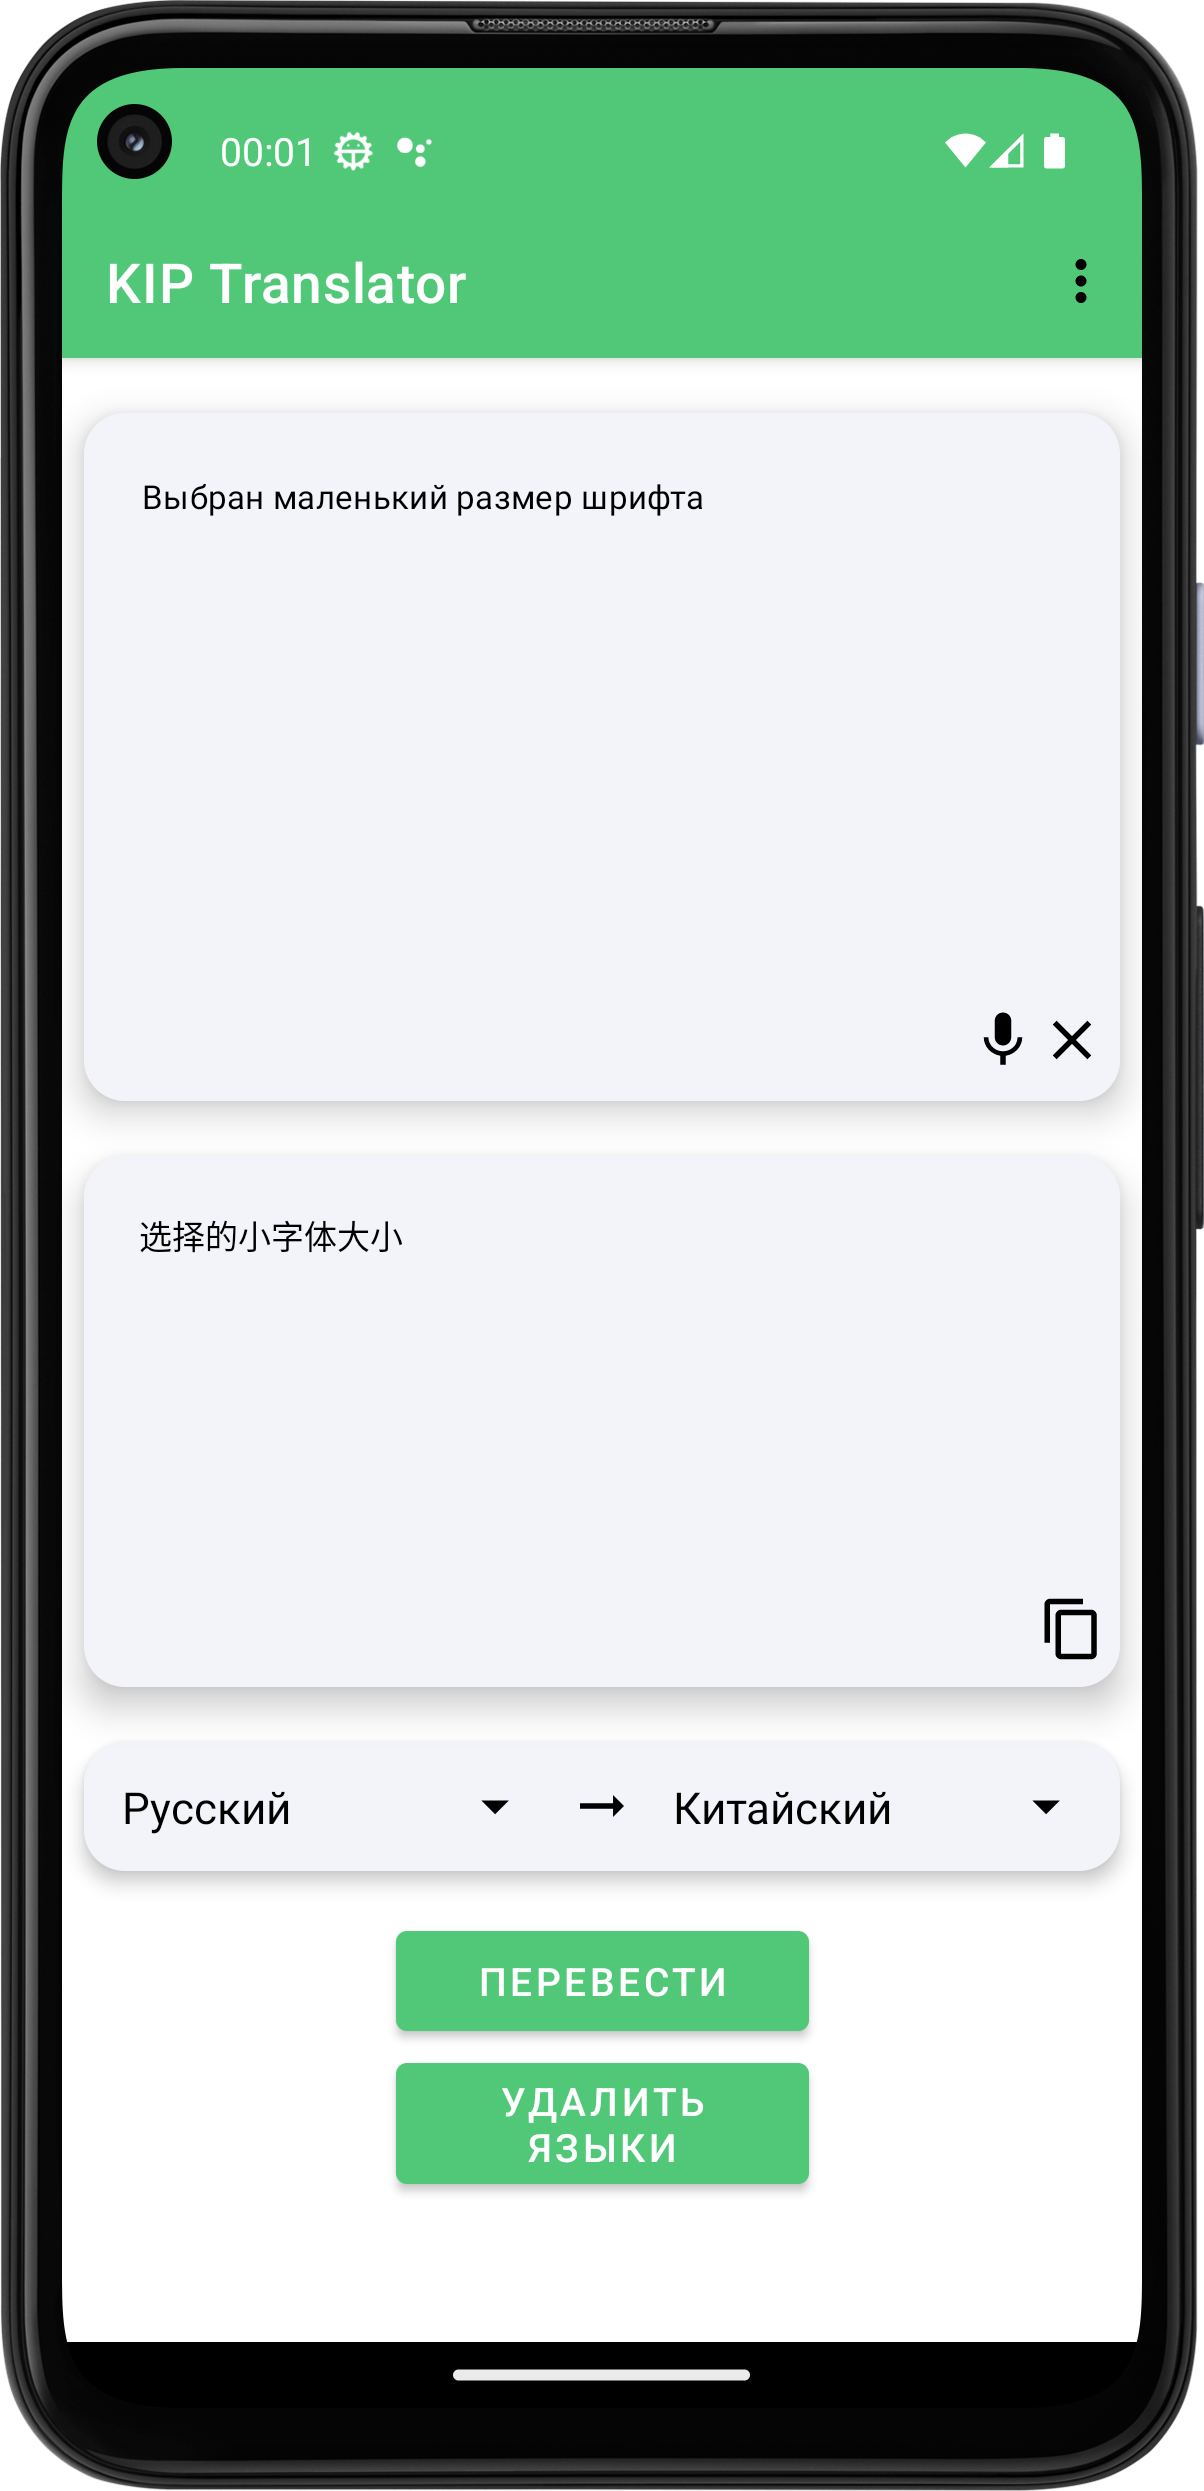 00:01
KIP Translator
Выбран маленький размер шрифта
选择的小字体大小
Русский
Китайский
ПЕРЕВЕСТИ
УДАЛИТЬ
ЯЗЫКИ